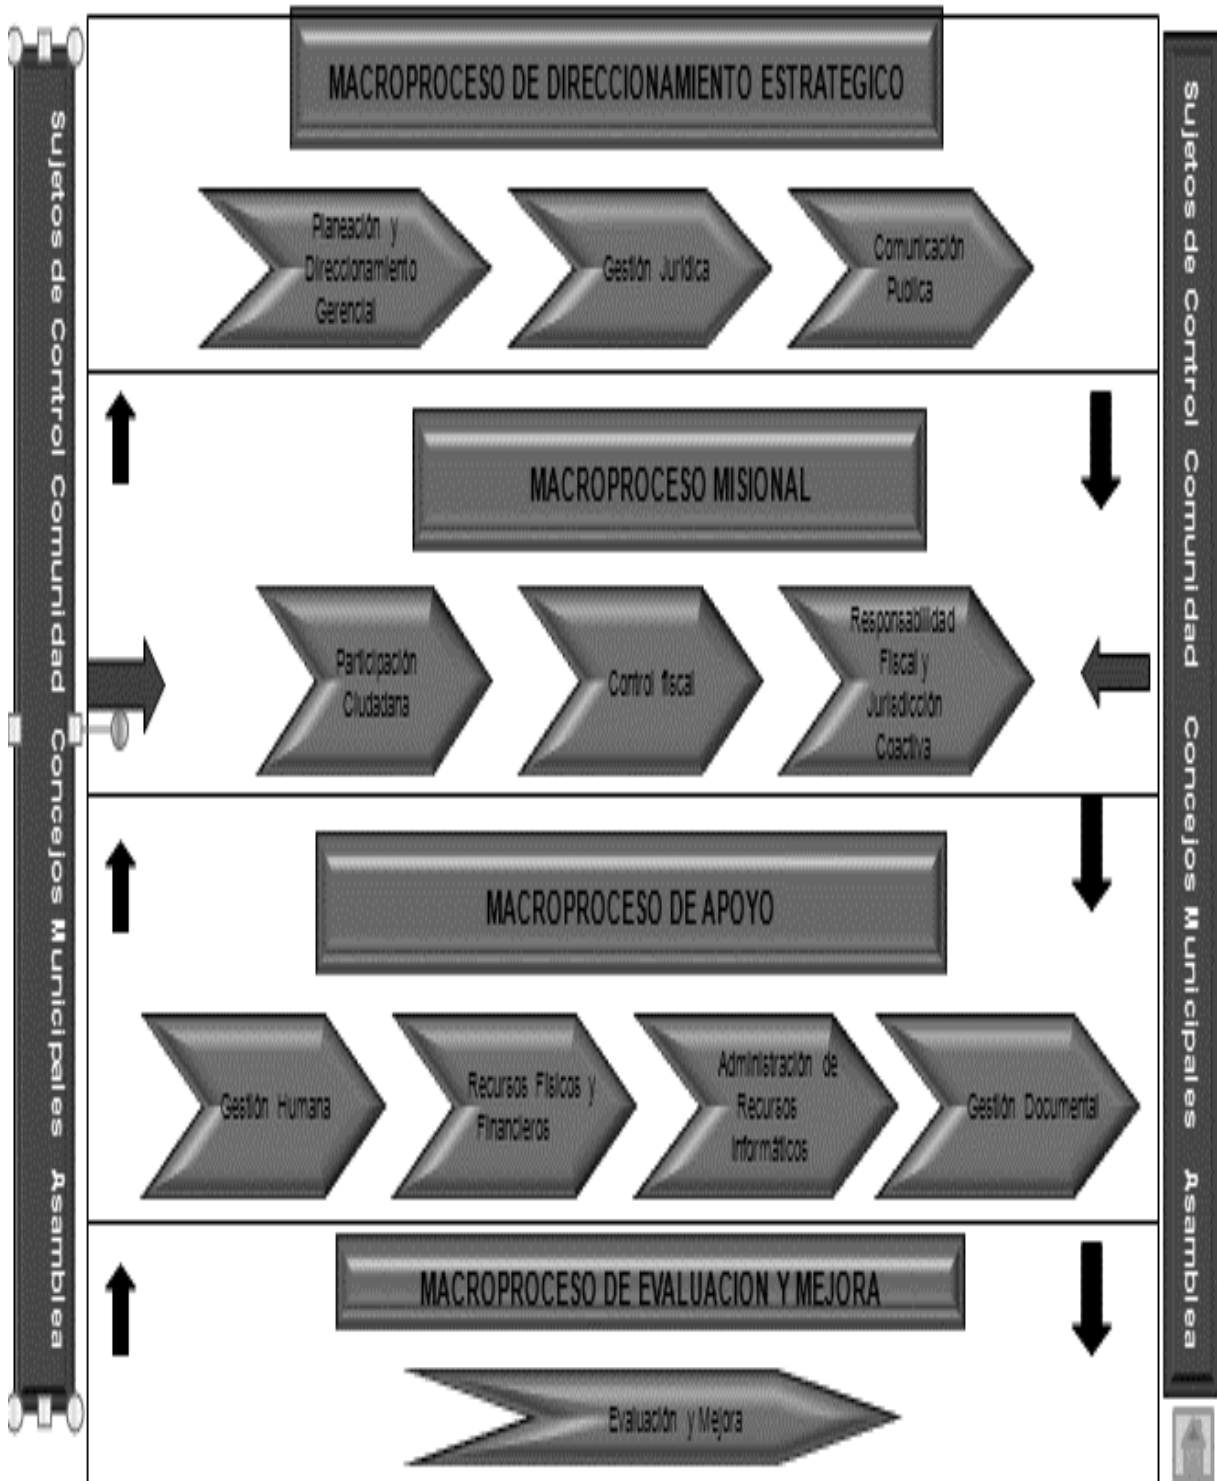 Sujetos de Control Comunidad Concejos Municipales Asamblea
MACROPROCESO DE DIRECCIONAMIENTO ESTRATEGICO
Planeación y
Direccionamiento
Gerencial
Gestión Jurídica
Comunicación
Publica
MACROPROCESO MISIONAL
Participación
Ciudadana
Control fiscal
Responsabilidad
Fiscal y
Jurisdicción
Coactiva
MACROPROCESO DE APOYO
Gestión Humana
Recursos Físicos y
Financieros
Administración de
Recursos
Informáticos
Gestión Documental
MACROPROCESO DE EVALUACION Y MEJORA
Evaluación y Mejora
Sujetos de Control Comunidad Concejos Municipales Asamblea